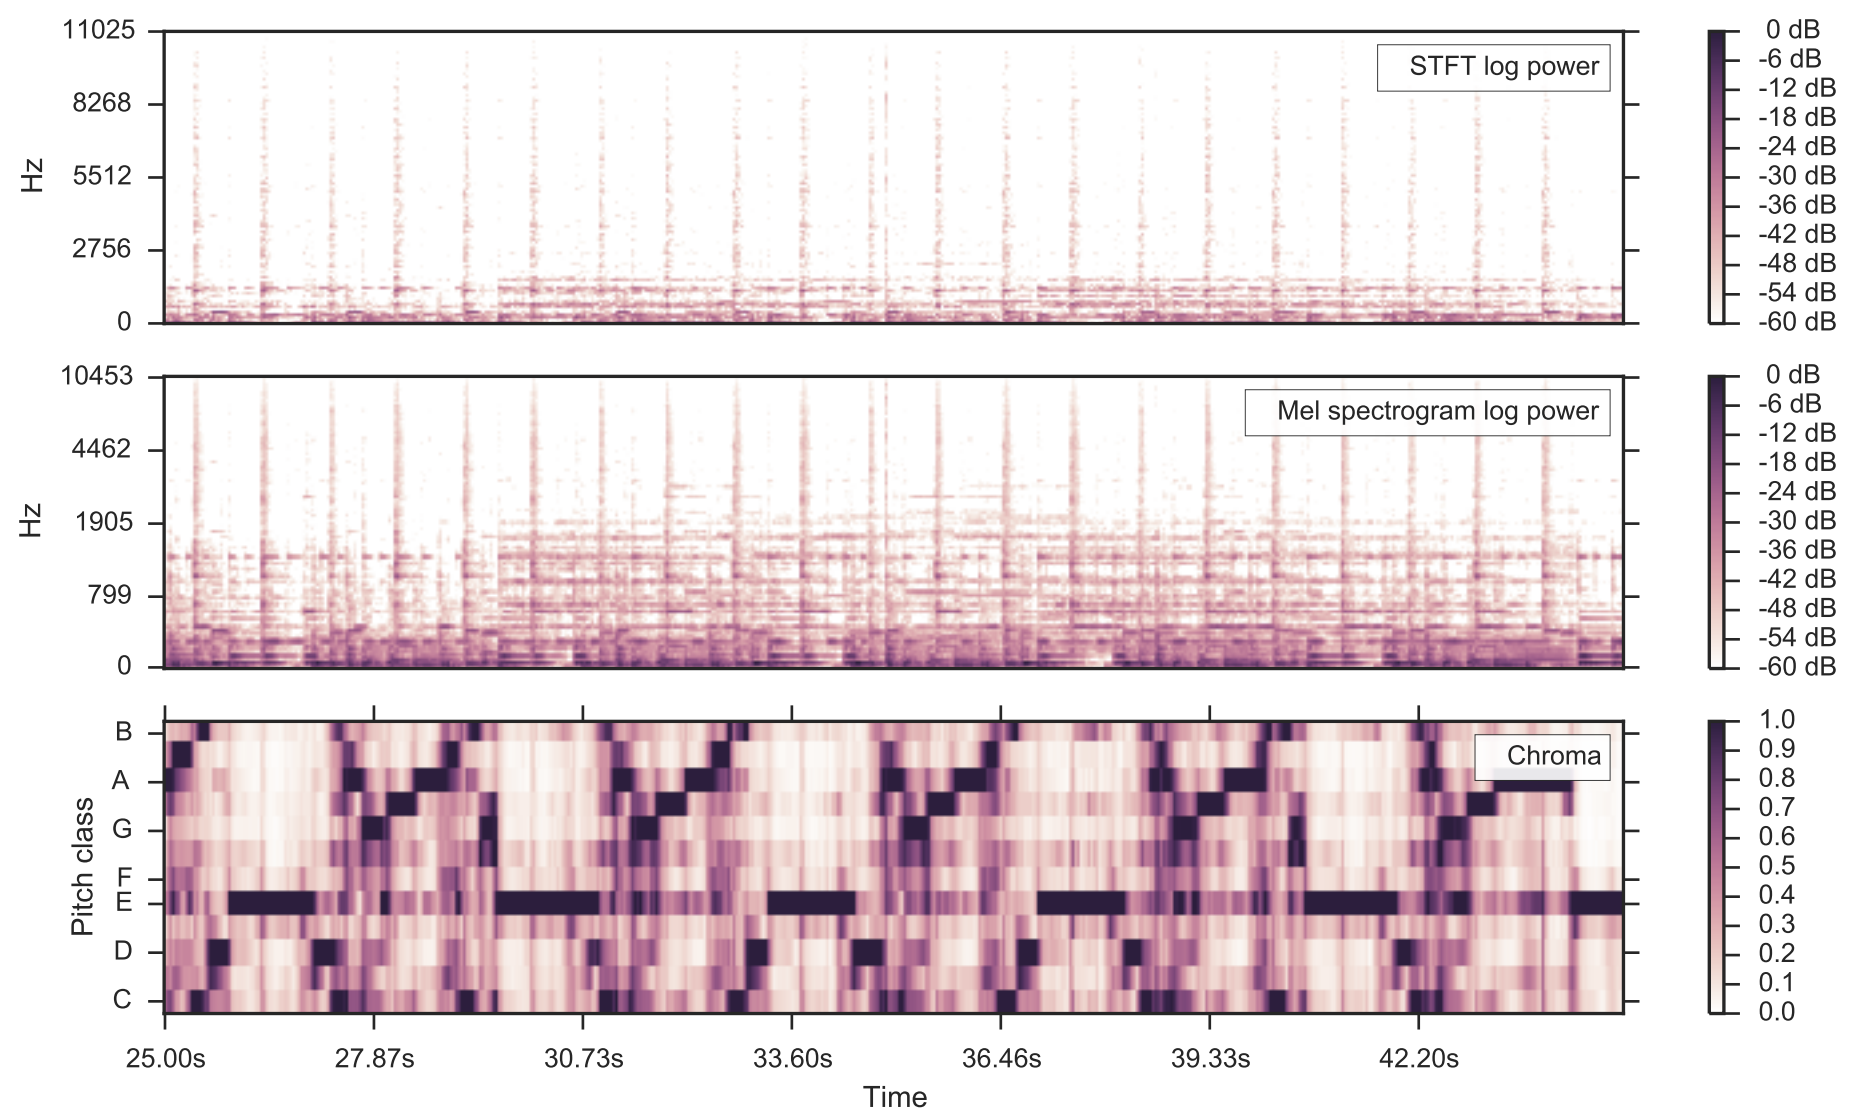 11025
8268
5512
2756
0
Hz
STFT log power
0 dB
-6 dB
-12 dB
-18 dB
-24 dB
-30 dB
-36 dB
-42 dB
-48 dB
-54 dB
-60 dB
10453
4462
1905
799
0
Hz
Mel spectrogram log power
0 dB
-6 dB
-12 dB
-18 dB
-24 dB
-30 dB
-36 dB
-42 dB
-48 dB
-54 dB
-60 dB
B
A
G
F
E
D
C
Pitch class
Chroma
1.0
0.9
0.8
0.7
0.6
0.5
0.4
0.3
0.2
0.1
0.0
25.00s 27.87s 30.73s 33.60s 36.46s 39.33s 42.20s
Time